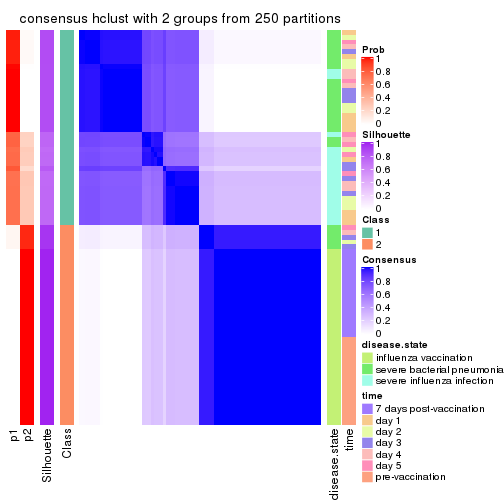 consensus hclust with 2 groups from 250 partitions
Prob
1
0.8
0.6
0.4
0.2
0
Silhouette
1
0.8
0.6
0.4
0.2
0
Class
1
2
Consensus
1
0.8
0.6
0.4
0.2
0
disease.state
influenza vaccination
severe bacterial pneumonia
severe influenza infection
time
7 days post-vaccination
day 1
day 2
day 3
day 4
day 5
pre-vaccination
p1
p2
Silhouette
Class
disease.state
time